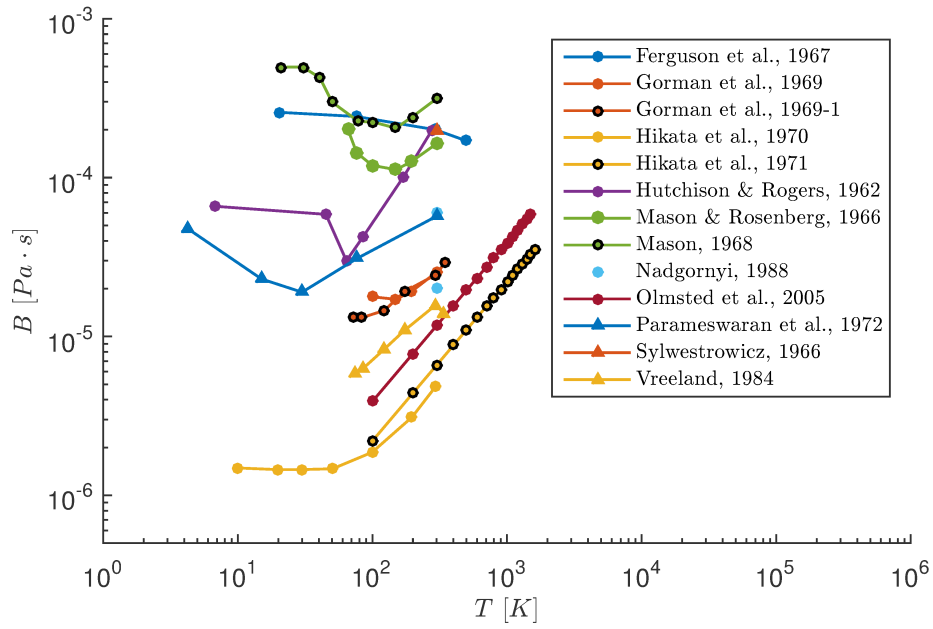 10^-3
10^-4
10^-5
10^-6
B [Pa · s]
10^0 10^1 10^2 10^3 10^4 10^5 10^6
T [K]
Ferguson et al., 1967
Gorman et al., 1969
Gorman et al., 1969-1
Hikata et al., 1970
Hikata et al., 1971
Hutchison & Rogers, 1962
Mason & Rosenberg, 1966
Mason, 1968
Nadgornyi, 1988
Olmsted et al., 2005
Parameswaran et al., 1972
Sylwestrowicz, 1966
Vreeland, 1984